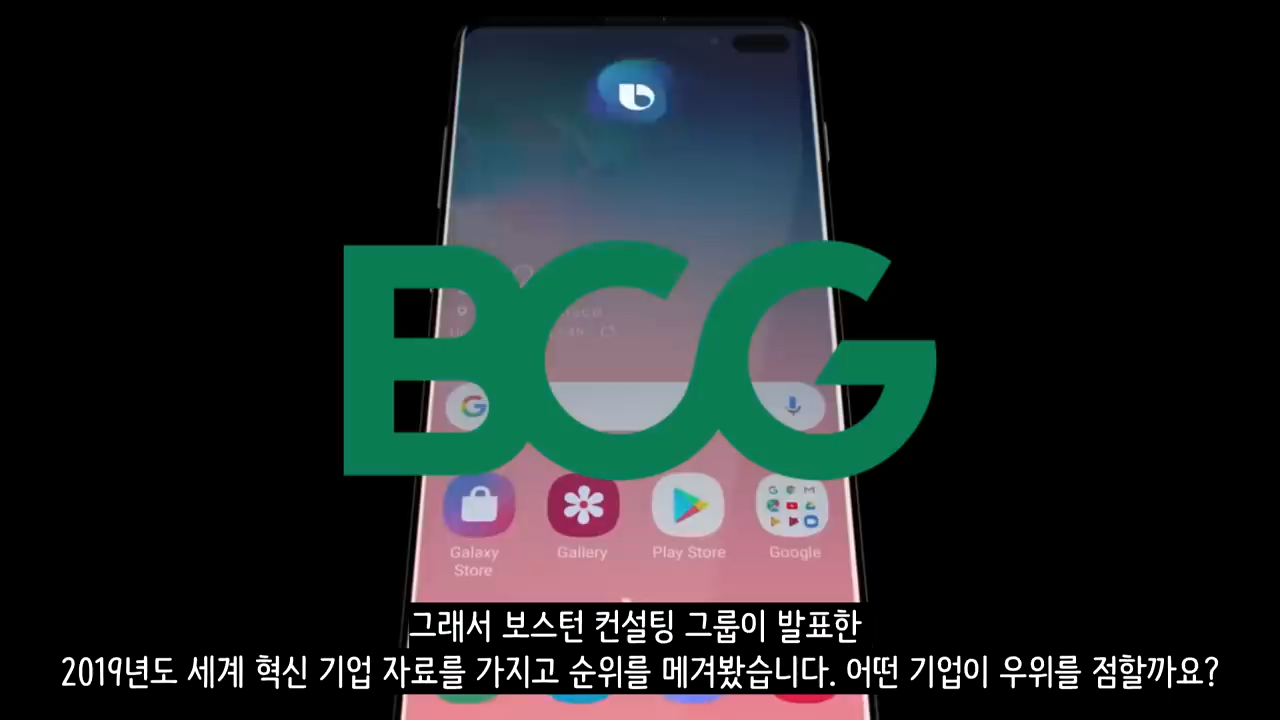 BCG
Galaxy
Store
Gallery
Play Store
Google
그래서 보스턴 컨설팅 그룹이 발표한
2019년도 세계 혁신 기업 자료를 가지고 순위를 메겨봤습니다. 어떤 기업이 우위를 점할까요?